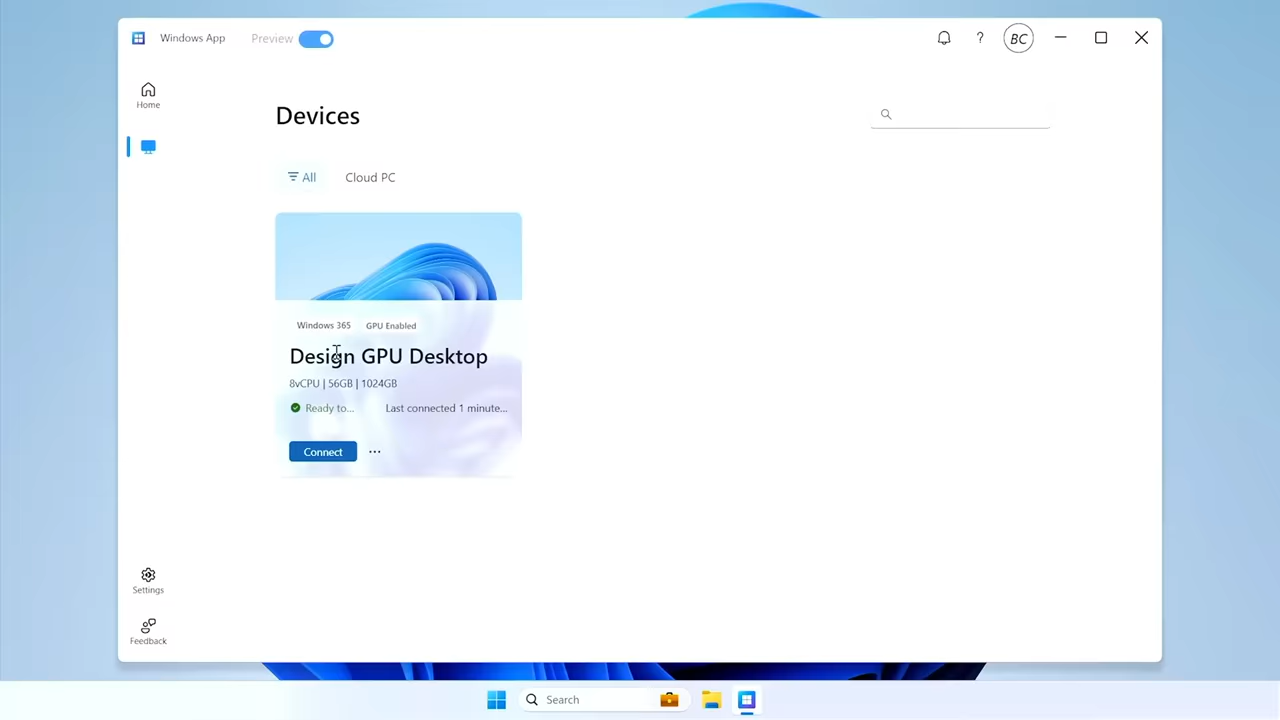 Windows App
Preview
?
BC
Home
Devices
All
Cloud PC
Windows 365
GPU Enabled
Design GPU Desktop
8vCPU | 56GB | 1024GB
Ready to...
Last connected 1 minute...
Connect
...
Settings
Feedback
Search